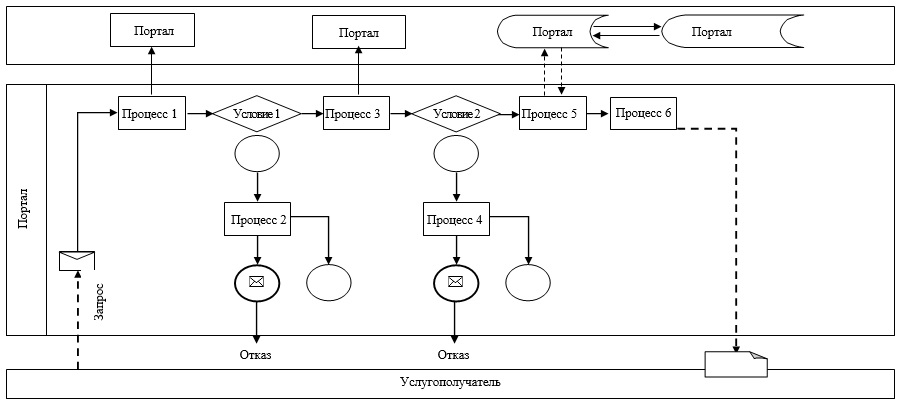 Портал
Портал
Портал
Портал
Процесс 1
Условие 1
Процесс 3
Условие 2
Процесс 5
Процесс 6
Портал
Процесс 2
Процесс 4
Запрос
Отказ
Отказ
Услугополучатель